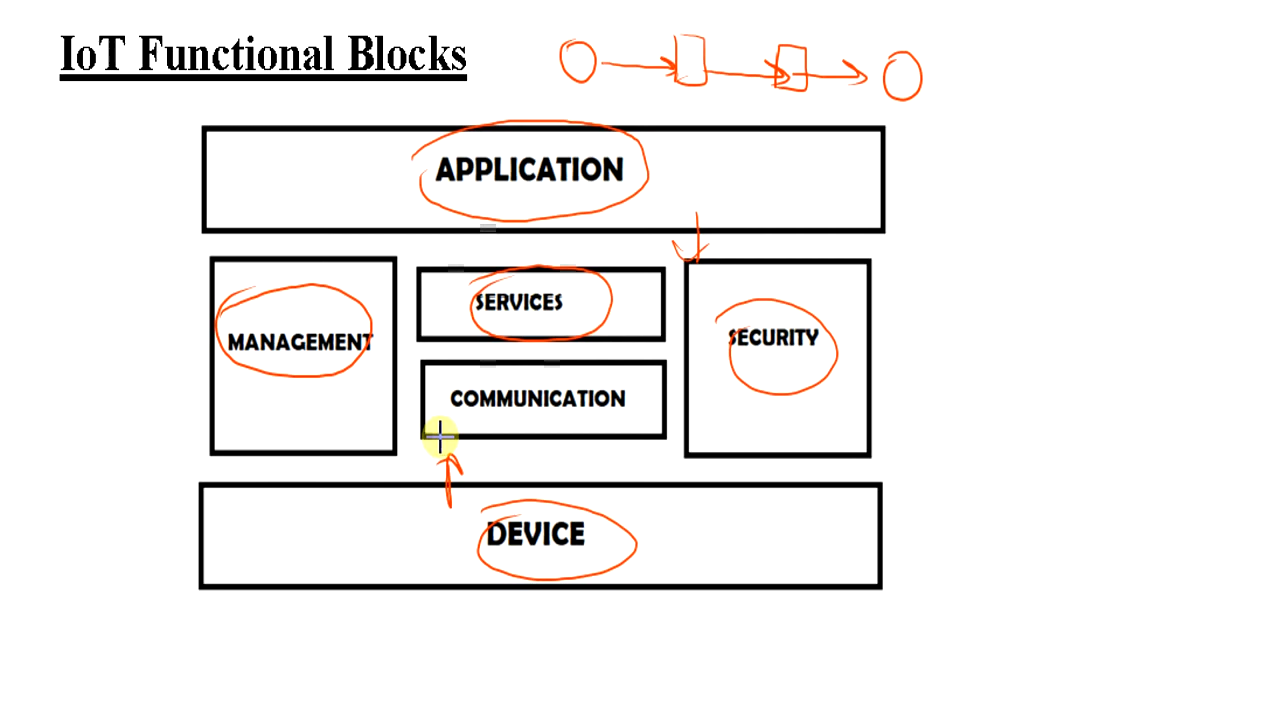 IoT Functional Blocks
APPLICATION
MANAGEMENT
SERVICES
SECURITY
COMMUNICATION
DEVICE